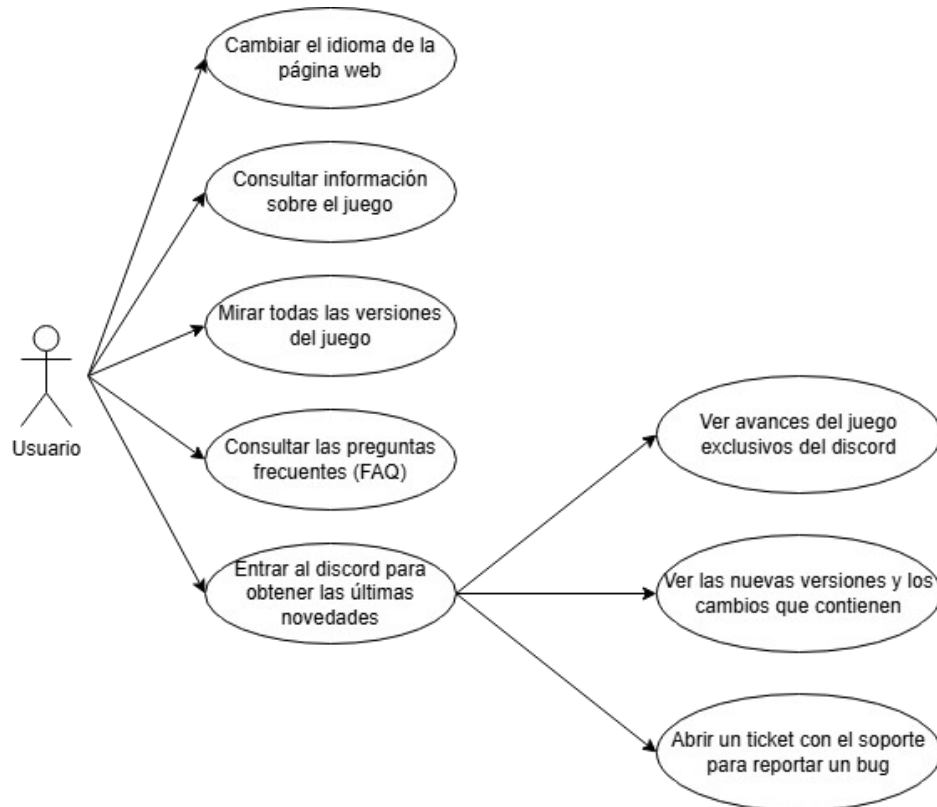 Cambiar el idioma de la
página web
Consultar información
sobre el juego
Mirar todas las versiones
del juego
Usuario
Consultar las preguntas
frecuentes (FAQ)
Entrar al discord para
obtener las últimas
novedades
Ver avances del juego
exclusivos del discord
Ver las nuevas versiones y los
cambios que contienen
Abrir un ticket con el soporte
para reportar un bug